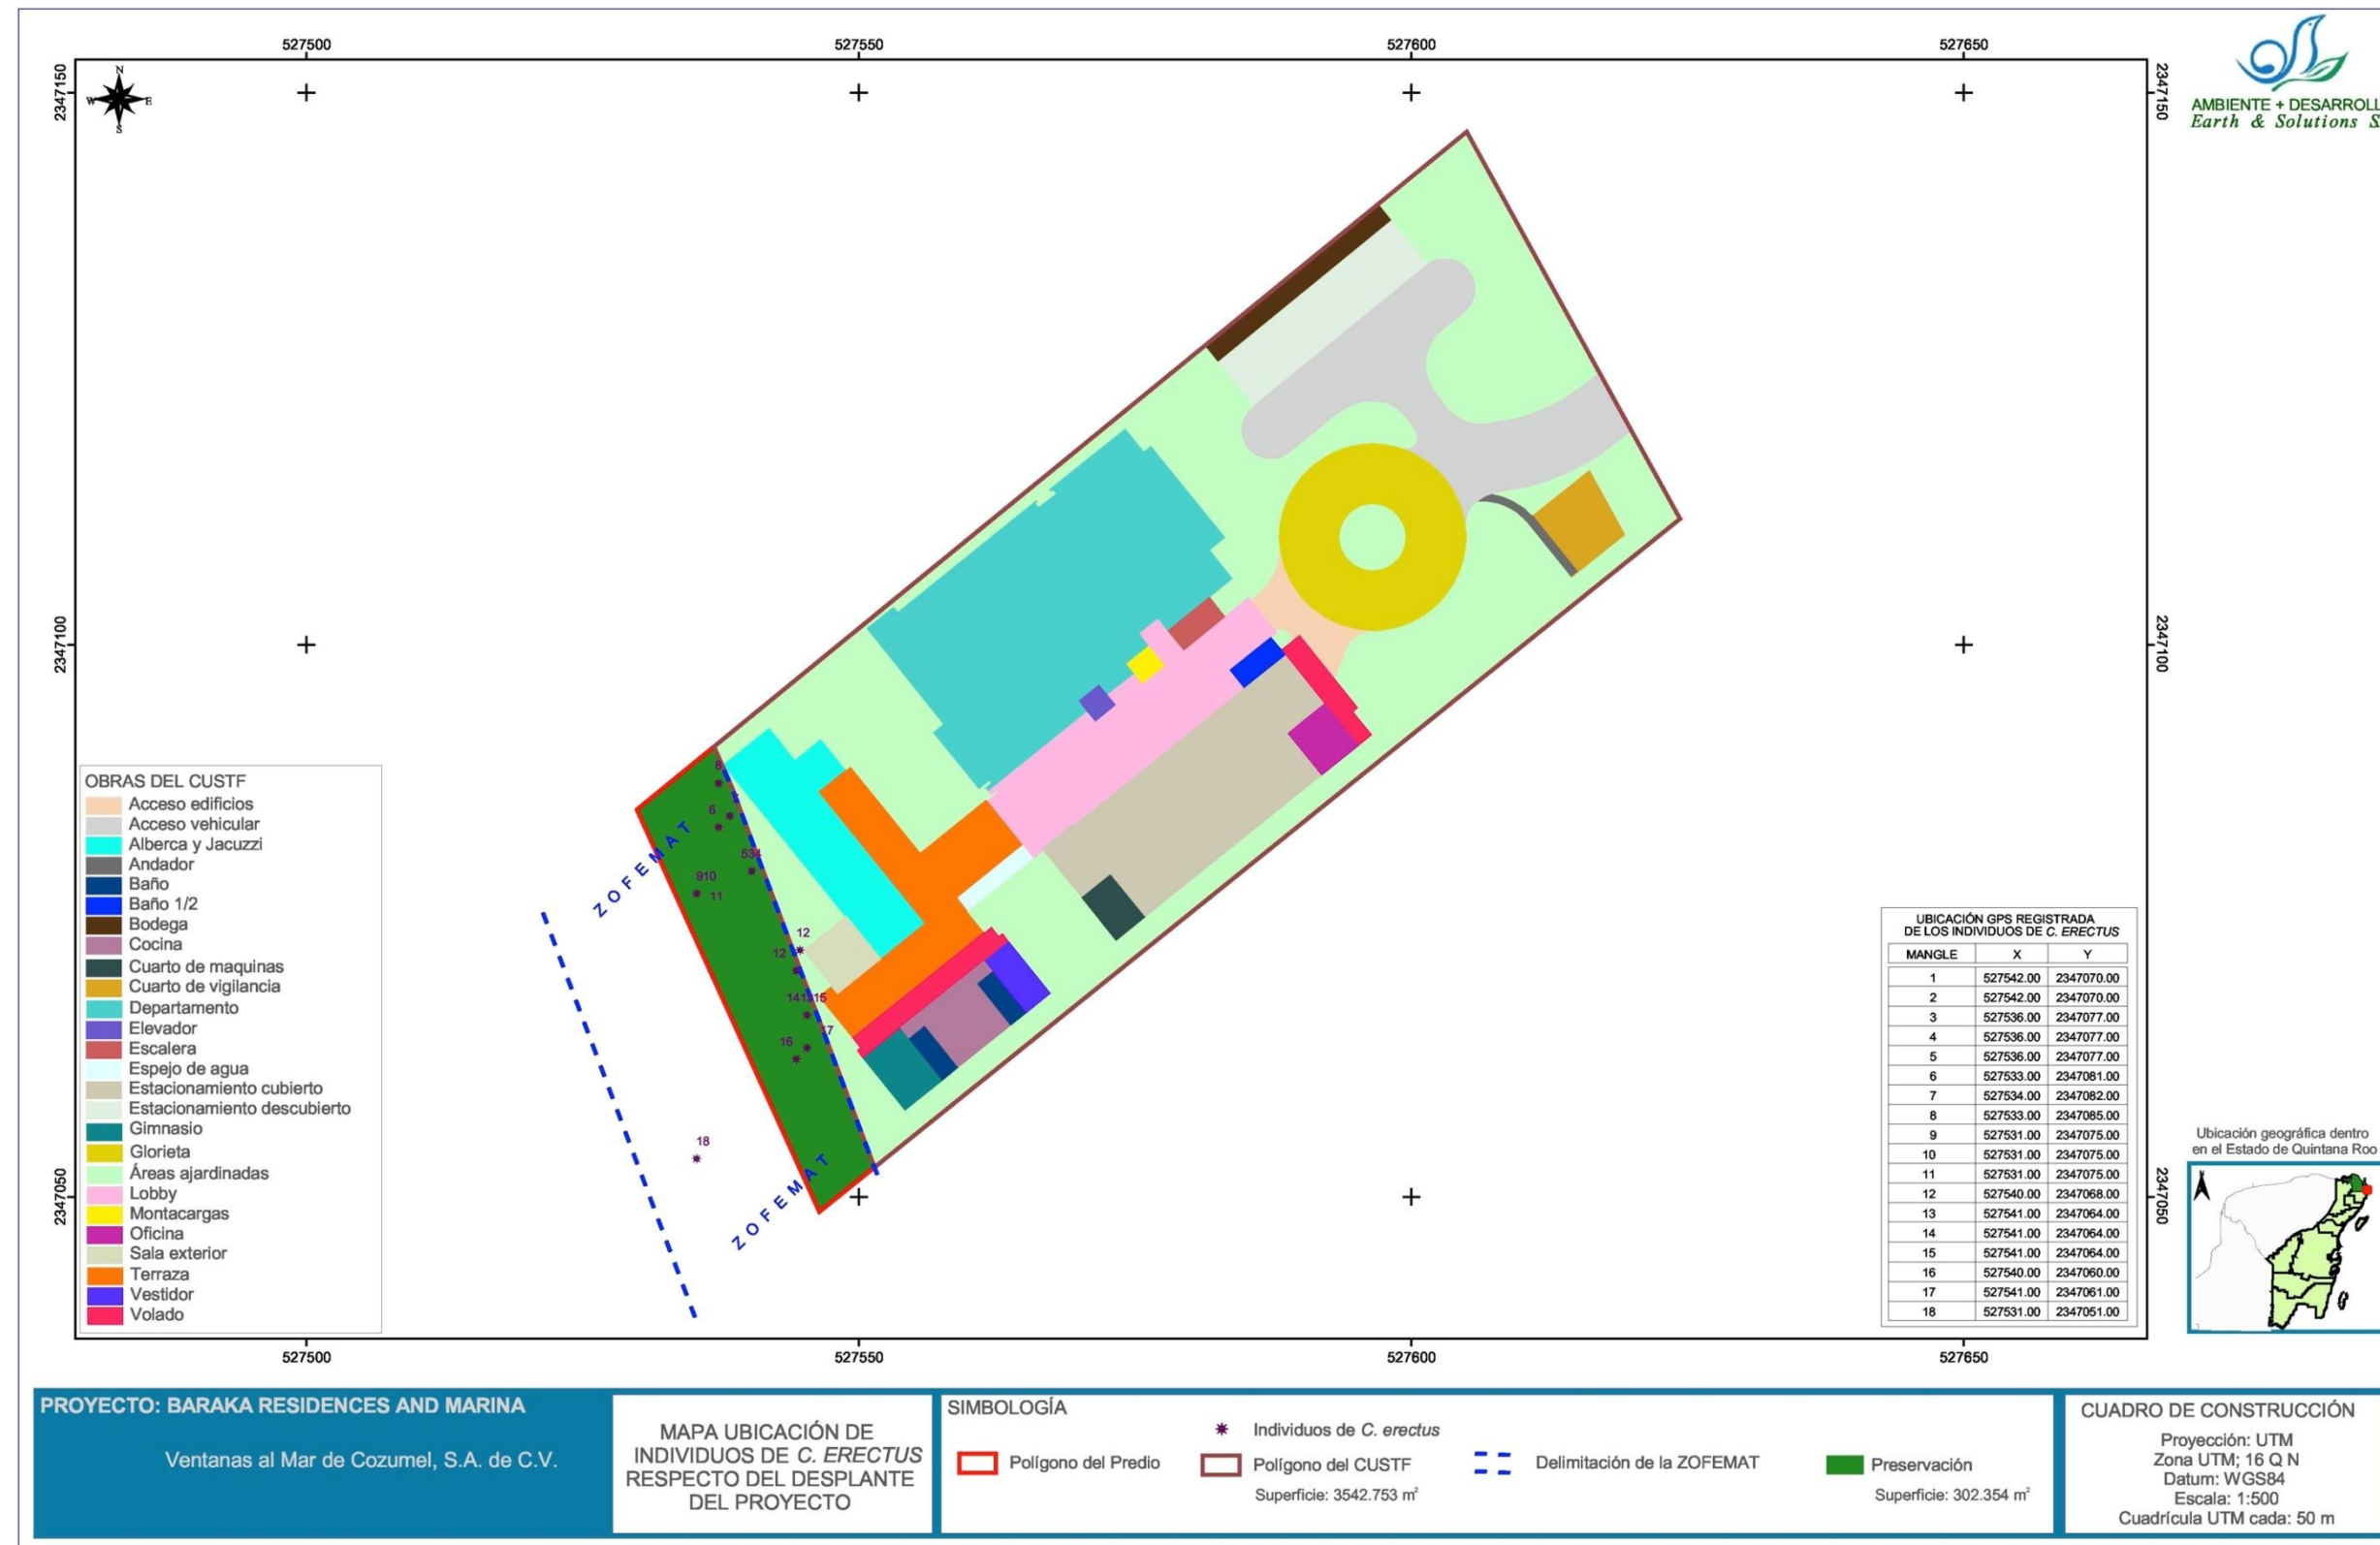 527500 527550 527600 527650
2347150 2347150
N
W E
S
AMBIENTE + DESARROLL
Earth & Solutions S
2347100 2347100
8
6
534
910
11
12
12
15
17
16
18
ZOFEMAT
ZOFEMAT
OBRAS DEL CUSTF
Acceso edificios
Acceso vehicular
Alberca y Jacuzzi
Andador
Baño
Baño 1/2
Bodega
Cocina
Cuarto de maquinas
Cuarto de vigilancia
Departamento
Elevador
Escalera
Espejo de agua
Estacionamiento cubierto
Estacionamiento descubierto
Gimnasio
Glorieta
Áreas ajardinadas
Lobby
Montacargas
Oficina
Sala exterior
Terraza
Vestidor
Volado
UBICACIÓN GPS REGISTRADA
DE LOS INDIVIDUOS DE C. ERECTUS
MANGLE X Y
1 527542.00 2347070.00
2 527542.00 2347070.00
3 527536.00 2347077.00
4 527536.00 2347077.00
5 527536.00 2347077.00
6 527533.00 2347081.00
7 527534.00 2347082.00
8 527533.00 2347085.00
9 527531.00 2347075.00
10 527531.00 2347075.00
11 527531.00 2347075.00
12 527540.00 2347068.00
13 527541.00 2347064.00
14 527541.00 2347064.00
15 527541.00 2347064.00
16 527540.00 2347060.00
17 527541.00 2347061.00
18 527531.00 2347051.00
Ubicación geográfica dentro
en el Estado de Quintana Roo
2347050 2347050
527500 527550 527600 527650
PROYECTO: BARAKA RESIDENCES AND MARINA
Ventanas al Mar de Cozumel, S.A. de C.V.
MAPA UBICACIÓN DE
INDIVIDUOS DE C. ERECTUS
RESPECTO DEL DESPLANTE
DEL PROYECTO
SIMBOLOGÍA
Individuos de C. erectus
Polígono del Predio
Polígono del CUSTF
Superficie: 3542.753 m²
Delimitación de la ZOFEMAT
Preservación
Superficie: 302.354 m²
CUADRO DE CONSTRUCCIÓN
Proyección: UTM
Zona UTM; 16 Q N
Datum: WGS84
Escala: 1:500
Cuadrícula UTM cada: 50 m